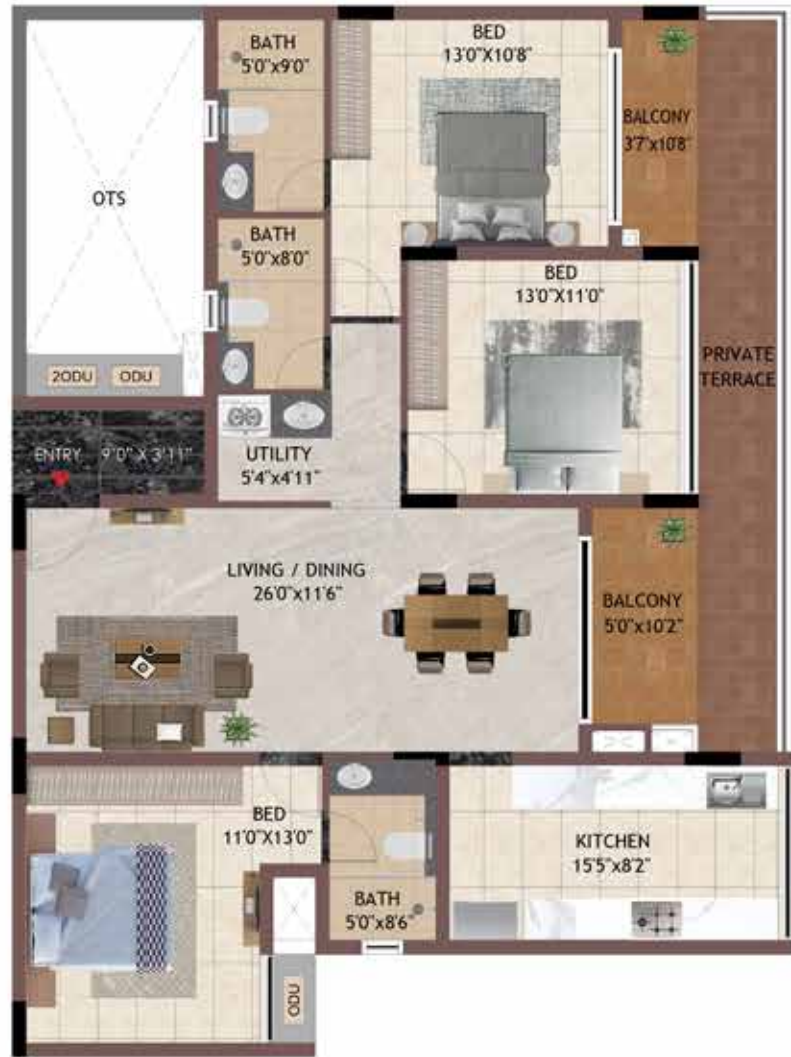 BATH
5'0"x9'0"
BED
13'0"X10'8"
BALCONY
3'7"x10'8"
OTS
BATH
5'0"x8'0"
BED
13'0"X11'0"
PRIVATE
TERRACE
2ODU
ODU
ENTRY
9'0" X 3'11"
UTILITY
5'4"x4'11"
LIVING / DINING
26'0"x11'6"
BALCONY
5'0"x10'2"
BED
11'0"X13'0"
KITCHEN
15'5"x8'2"
BATH
5'0"x8'6"
ODU